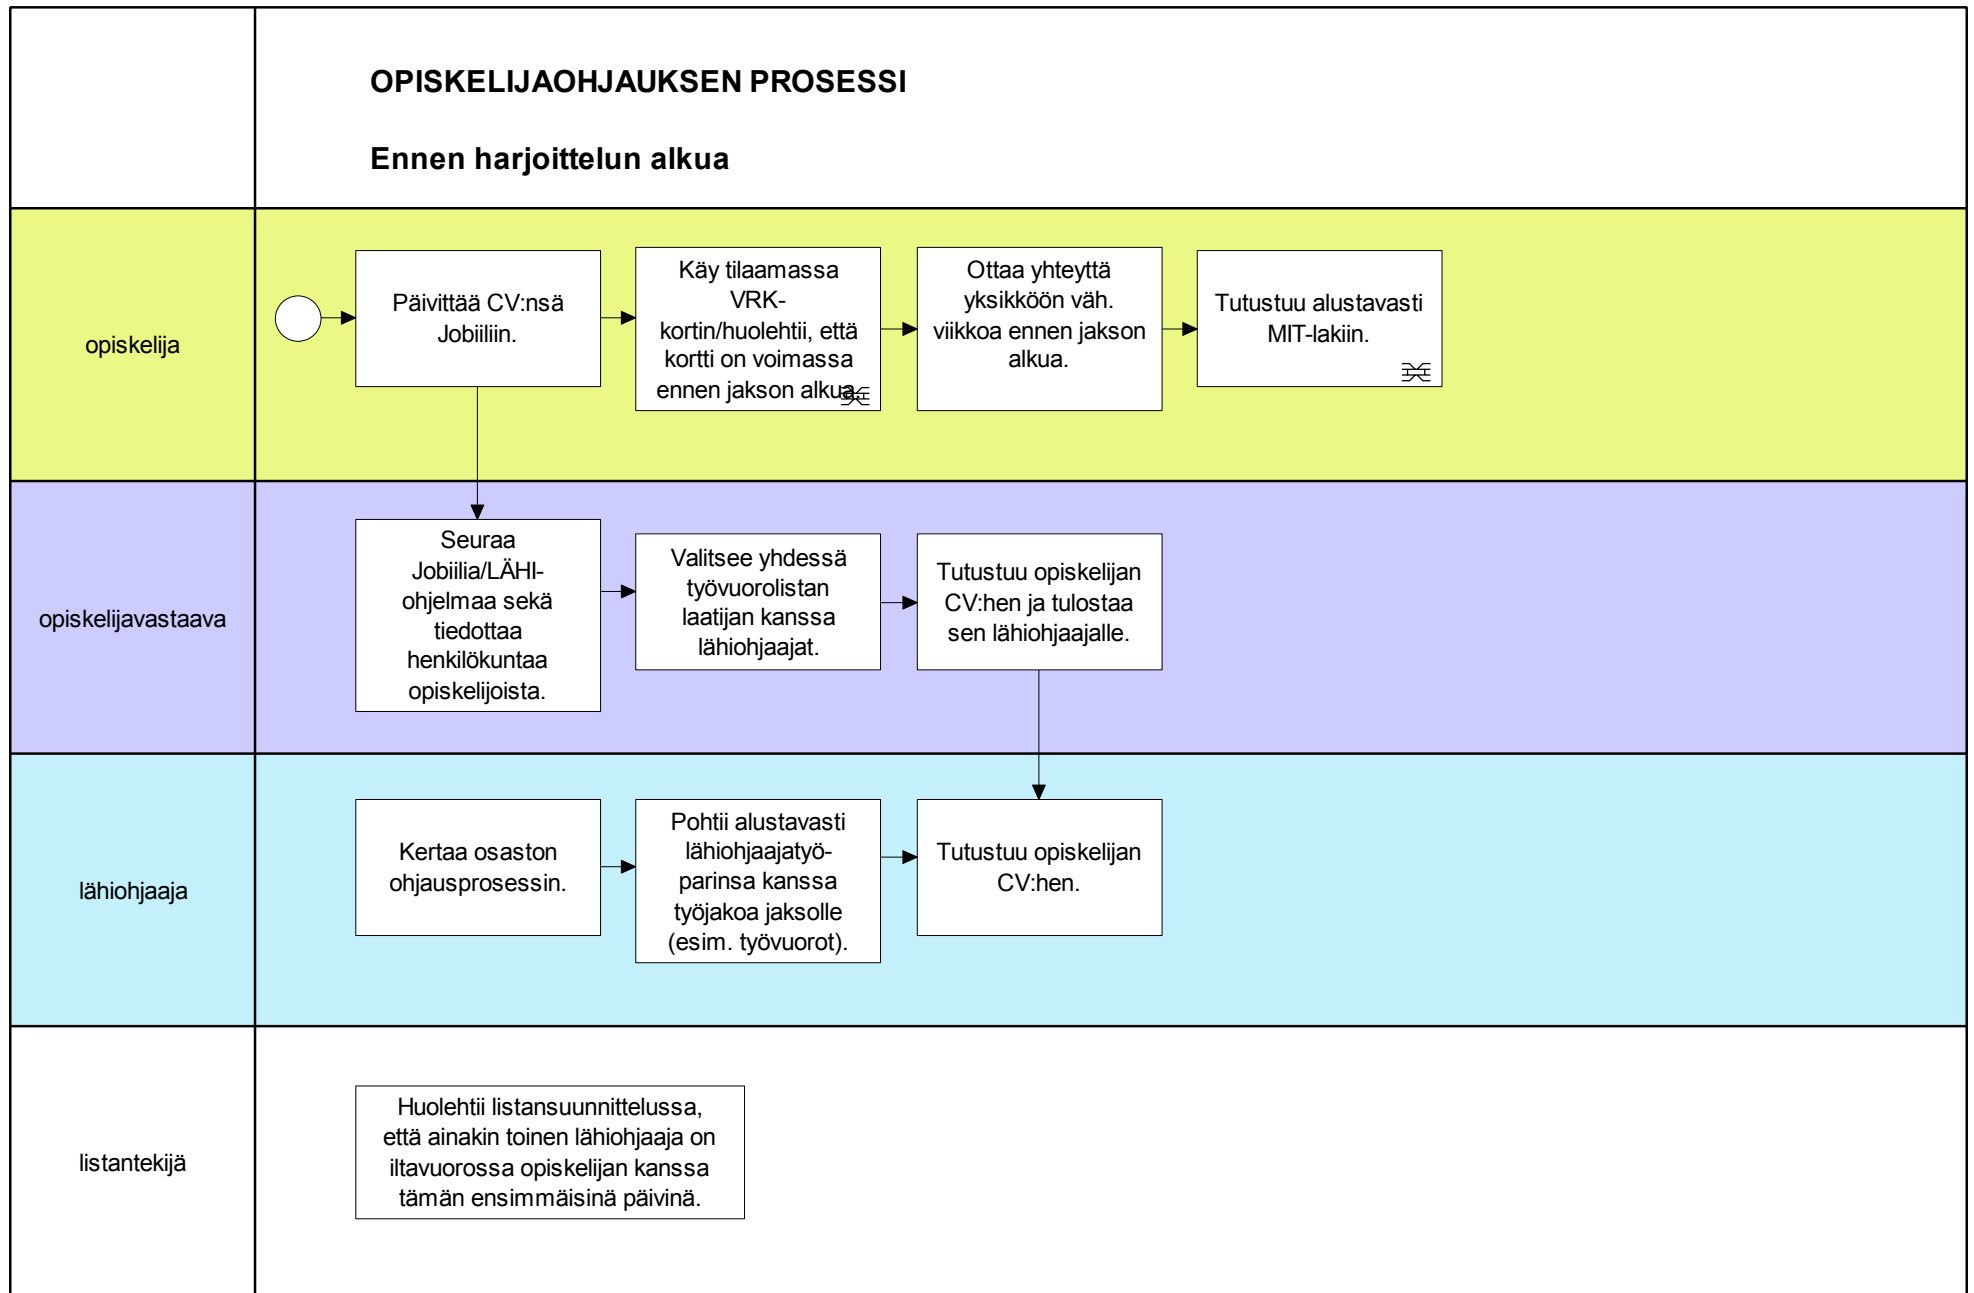 OPISKELIJAOHJAUKSEN PROSESSI
Ennen harjoittelun alkua
opiskelija
Päivittää CV:nsä
Jobiiliin.
Käy tilaamassa
VRK-
kortin/huolehtii, että
kortti on voimassa
ennen jakson alkua.
Ottaa yhteyttä
yksikköön väh.
viikkoa ennen jakson
alkua.
Tutustuu alustavasti
MIT-lakiin.
opiskelijavastaava
Seuraa
Jobiilia/LÄHI-
ohjelmaa sekä
tiedottaa
henkilökuntaa
opiskelijoista.
Valitsee yhdessä
työvuorolistan
laatijan kanssa
lähiohjaajat.
Tutustuu opiskelijan
CV:hen ja tulostaa
sen lähiohjaajalle.
lähiohjaaja
Kertaa osaston
ohjausprosessin.
Pohtii alustavasti
lähiohjaajatyö-
parinsa kanssa
työjakoa jaksolle
(esim. työvuorot).
Tutustuu opiskelijan
CV:hen.
listantekijä
Huolehtii listansuunnittelussa,
että ainakin toinen lähiohjaaja on
iltavuorossa opiskelijan kanssa
tämän ensimmäisinä päivinä.